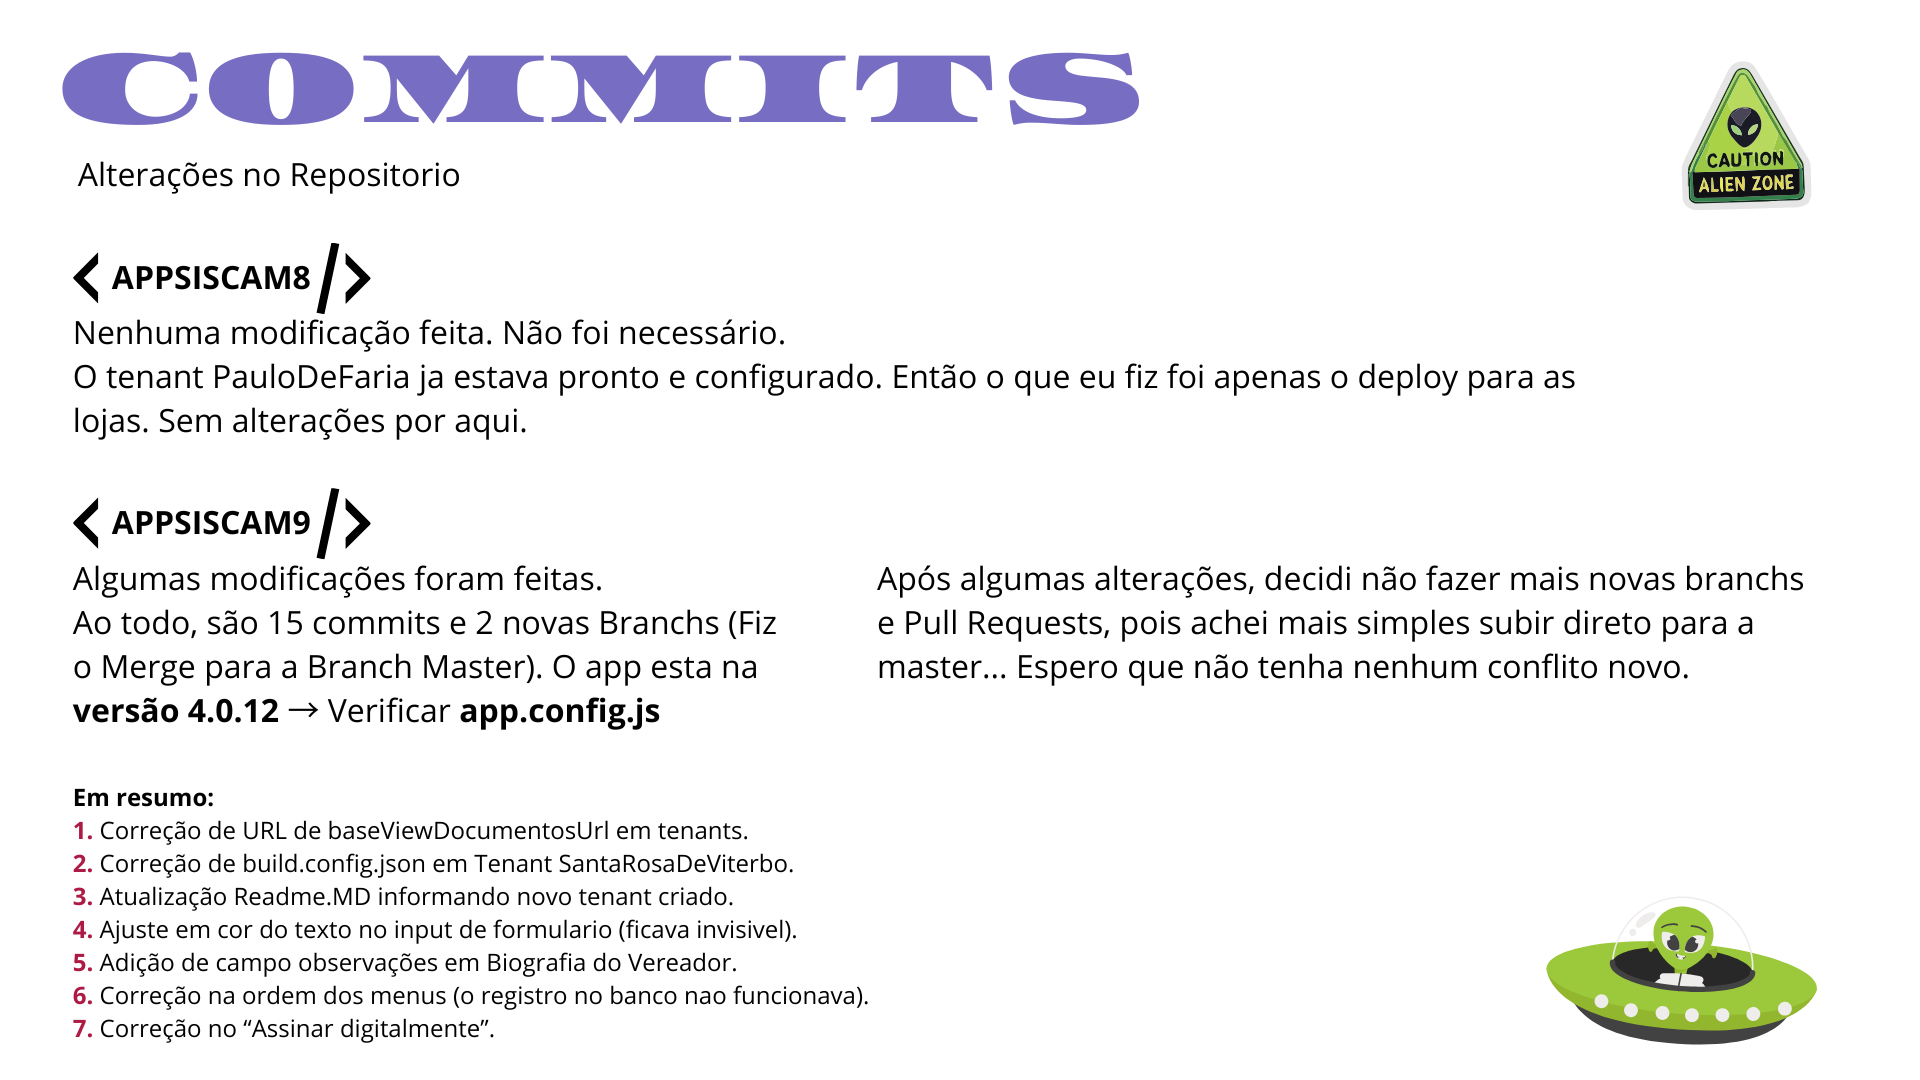 COMMITS
CAUTION
ALIEN ZONE
Alterações no Repositorio
< APPSISCAM8 />
Nenhuma modificação feita. Não foi necessário.
O tenant PauloDeFaria ja estava pronto e configurado. Então o que eu fiz foi apenas o deploy para as
lojas. Sem alterações por aqui.
< APPSISCAM9 />
Algumas modificações foram feitas.
Ao todo, são 15 commits e 2 novas Branchs (Fiz
o Merge para a Branch Master). O app esta na
versão 4.0.12 → Verificar app.config.js
Após algumas alterações, decidi não fazer mais novas branchs
e Pull Requests, pois achei mais simples subir direto para a
master... Espero que não tenha nenhum conflito novo.
Em resumo:
1. Correção de URL de baseViewDocumentosUrl em tenants.
2. Correção de build.config.json em Tenant SantaRosaDeViterbo.
3. Atualização Readme.MD informando novo tenant criado.
4. Ajuste em cor do texto no input de formulario (ficava invisivel).
5. Adição de campo observações em Biografia do Vereador.
6. Correção na ordem dos menus (o registro no banco nao funcionava).
7. Correção no “Assinar digitalmente”.